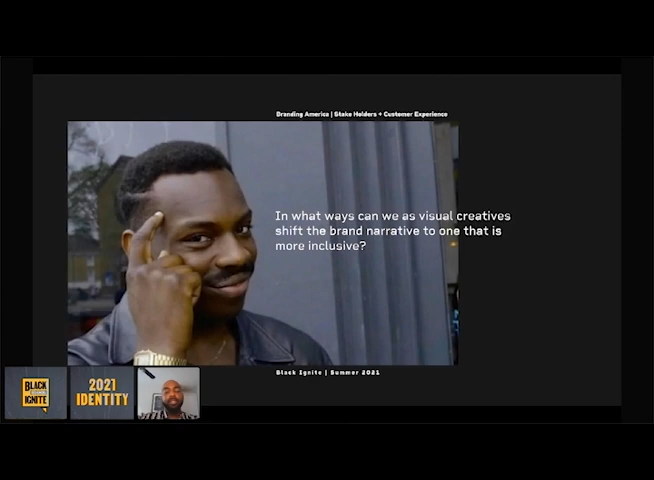 Branding America | Stake Holders + Customer Experience
In what ways can we as visual creatives
shift the brand narrative to one that is
more inclusive?
Black Ignite | Summer 2021
BLACK
IGNITE
2021
IDENTITY